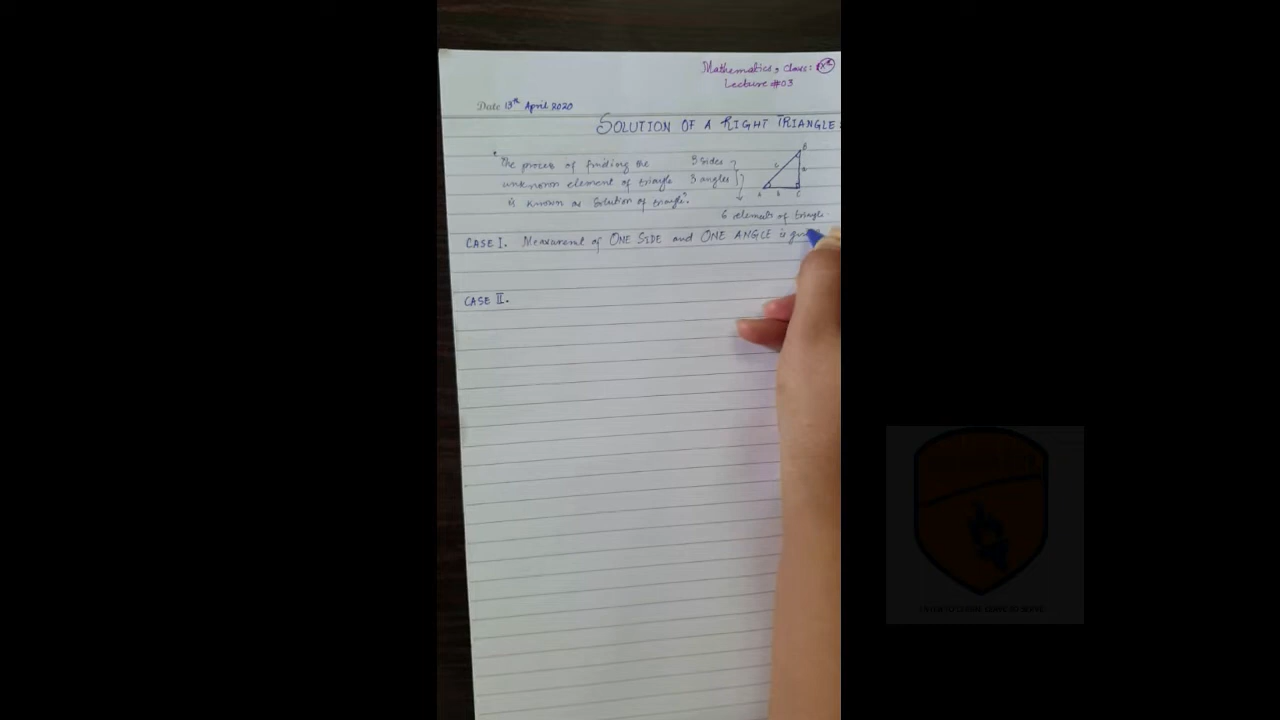 Mathematics, Class: Xth
Lecture #03
Date 13th April 2020
SOLUTION OF A RIGHT TRIANGLE:
"The process of finding the
unknown element of triangle
is known as solution of triangle".
3 sides
3 angles
6 elements of triangle.
B
c
a
A b C
CASE I. Measurement of ONE SIDE and ONE ANGLE is
CASE II.